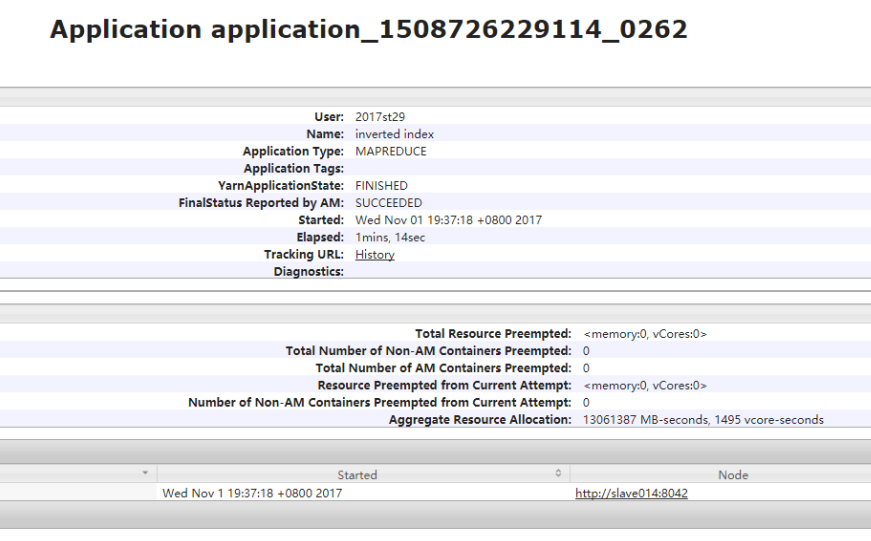 Application application_1508726229114_0262
User: 2017st29
Name: inverted index
Application Type: MAPREDUCE
Application Tags:
YarnApplicationState: FINISHED
FinalStatus Reported by AM: SUCCEEDED
Started: Wed Nov 01 19:37:18 +0800 2017
Elapsed: 1mins, 14sec
Tracking URL: History
Diagnostics:
Total Resource Preempted: <memory:0, vCores:0>
Total Number of Non-AM Containers Preempted: 0
Total Number of AM Containers Preempted: 0
Resource Preempted from Current Attempt: <memory:0, vCores:0>
Number of Non-AM Containers Preempted from Current Attempt: 0
Aggregate Resource Allocation: 13061387 MB-seconds, 1495 vcore-seconds
Started Node
Wed Nov 1 19:37:18 +0800 2017 http://slave014:8042